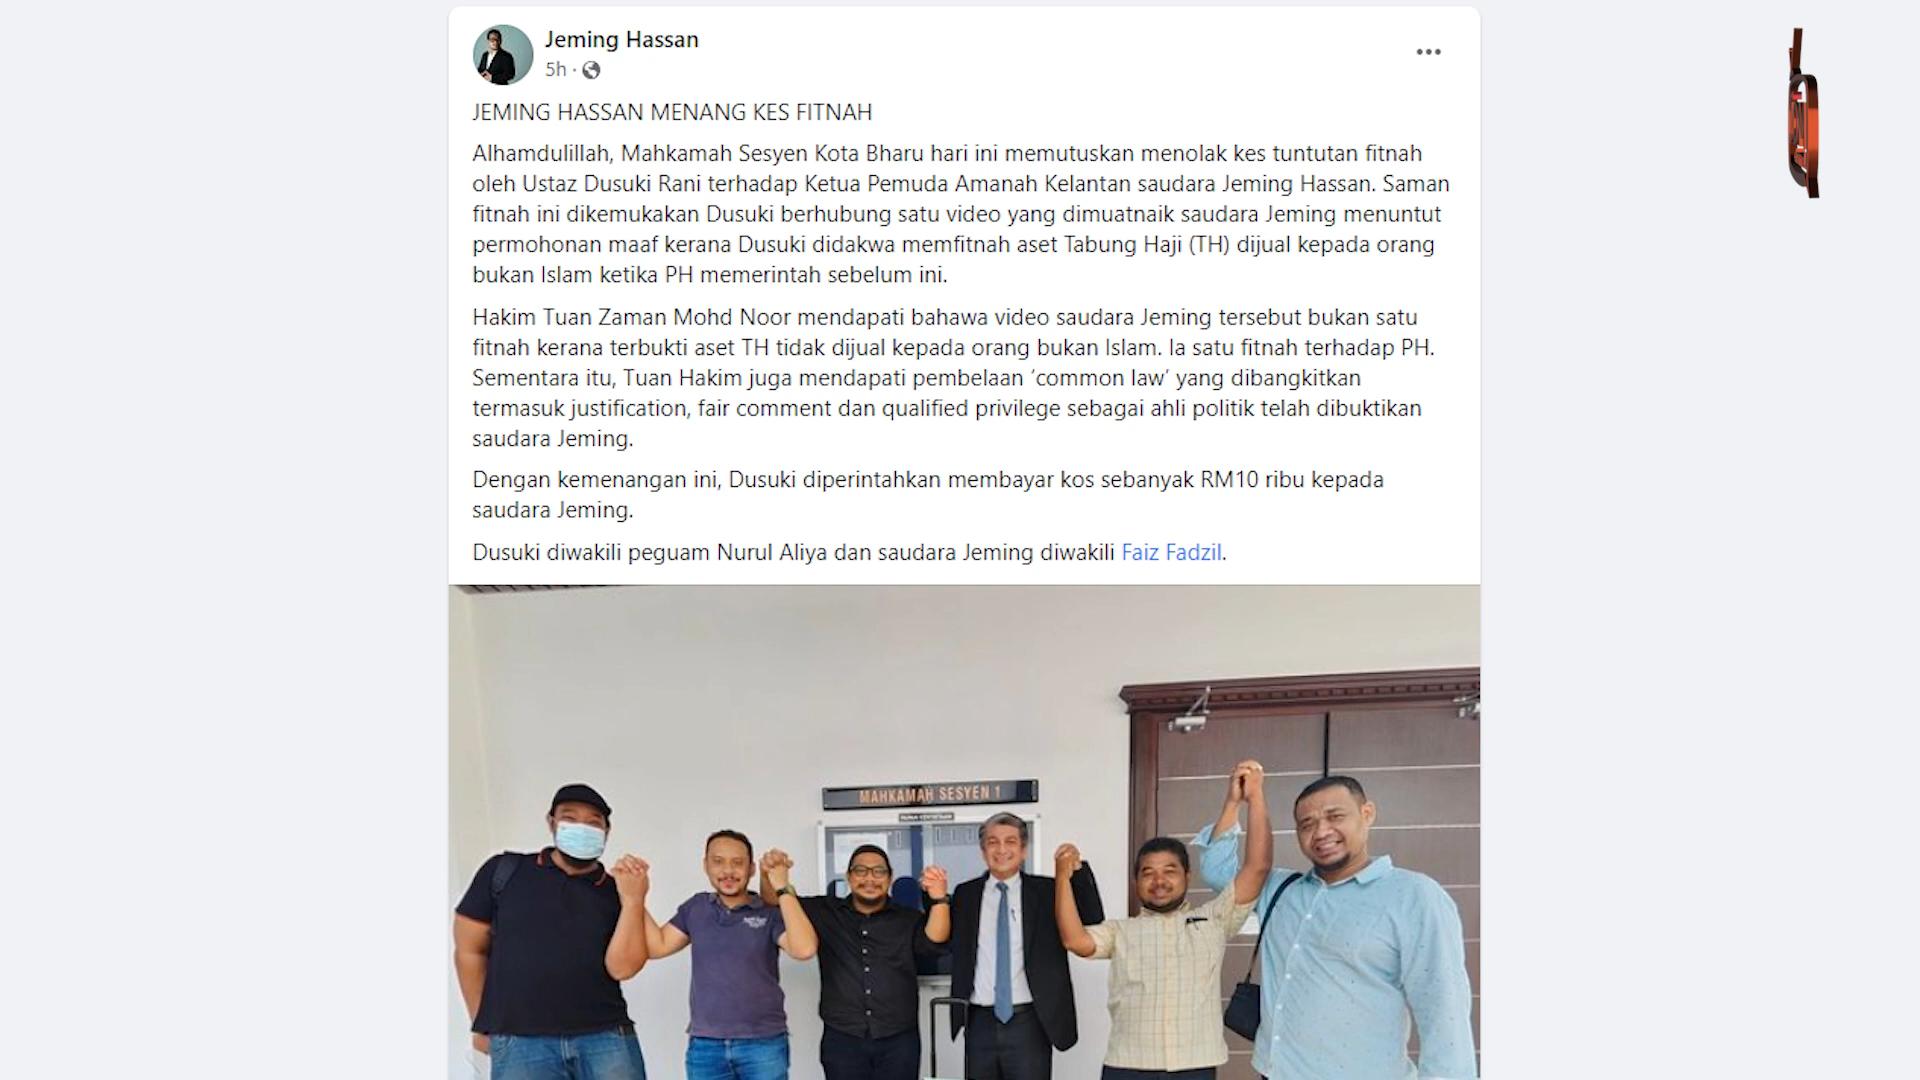 Jeming Hassan
5h ·
JEMING HASSAN MENANG KES FITNAH
Alhamdulillah, Mahkamah Sesyen Kota Bharu hari ini memutuskan menolak kes tuntutan fitnah
oleh Ustaz Dusuki Rani terhadap Ketua Pemuda Amanah Kelantan saudara Jeming Hassan. Saman
fitnah ini dikemukakan Dusuki berhubung satu video yang dimuatnaik saudara Jeming menuntut
permohonan maaf kerana Dusuki didakwa memfitnah aset Tabung Haji (TH) dijual kepada orang
bukan Islam ketika PH memerintah sebelum ini.
Hakim Tuan Zaman Mohd Noor mendapati bahawa video saudara Jeming tersebut bukan satu
fitnah kerana terbukti aset TH tidak dijual kepada orang bukan Islam. Ia satu fitnah terhadap PH.
Sementara itu, Tuan Hakim juga mendapati pembelaan ‘common law’ yang dibangkitkan
termasuk justification, fair comment dan qualified privilege sebagai ahli politik telah dibuktikan
saudara Jeming.
Dengan kemenangan ini, Dusuki diperintahkan membayar kos sebanyak RM10 ribu kepada
saudara Jeming.
Dusuki diwakili peguam Nurul Aliya dan saudara Jeming diwakili Faiz Fadzil.
MAHKAMAH SESYEN 1